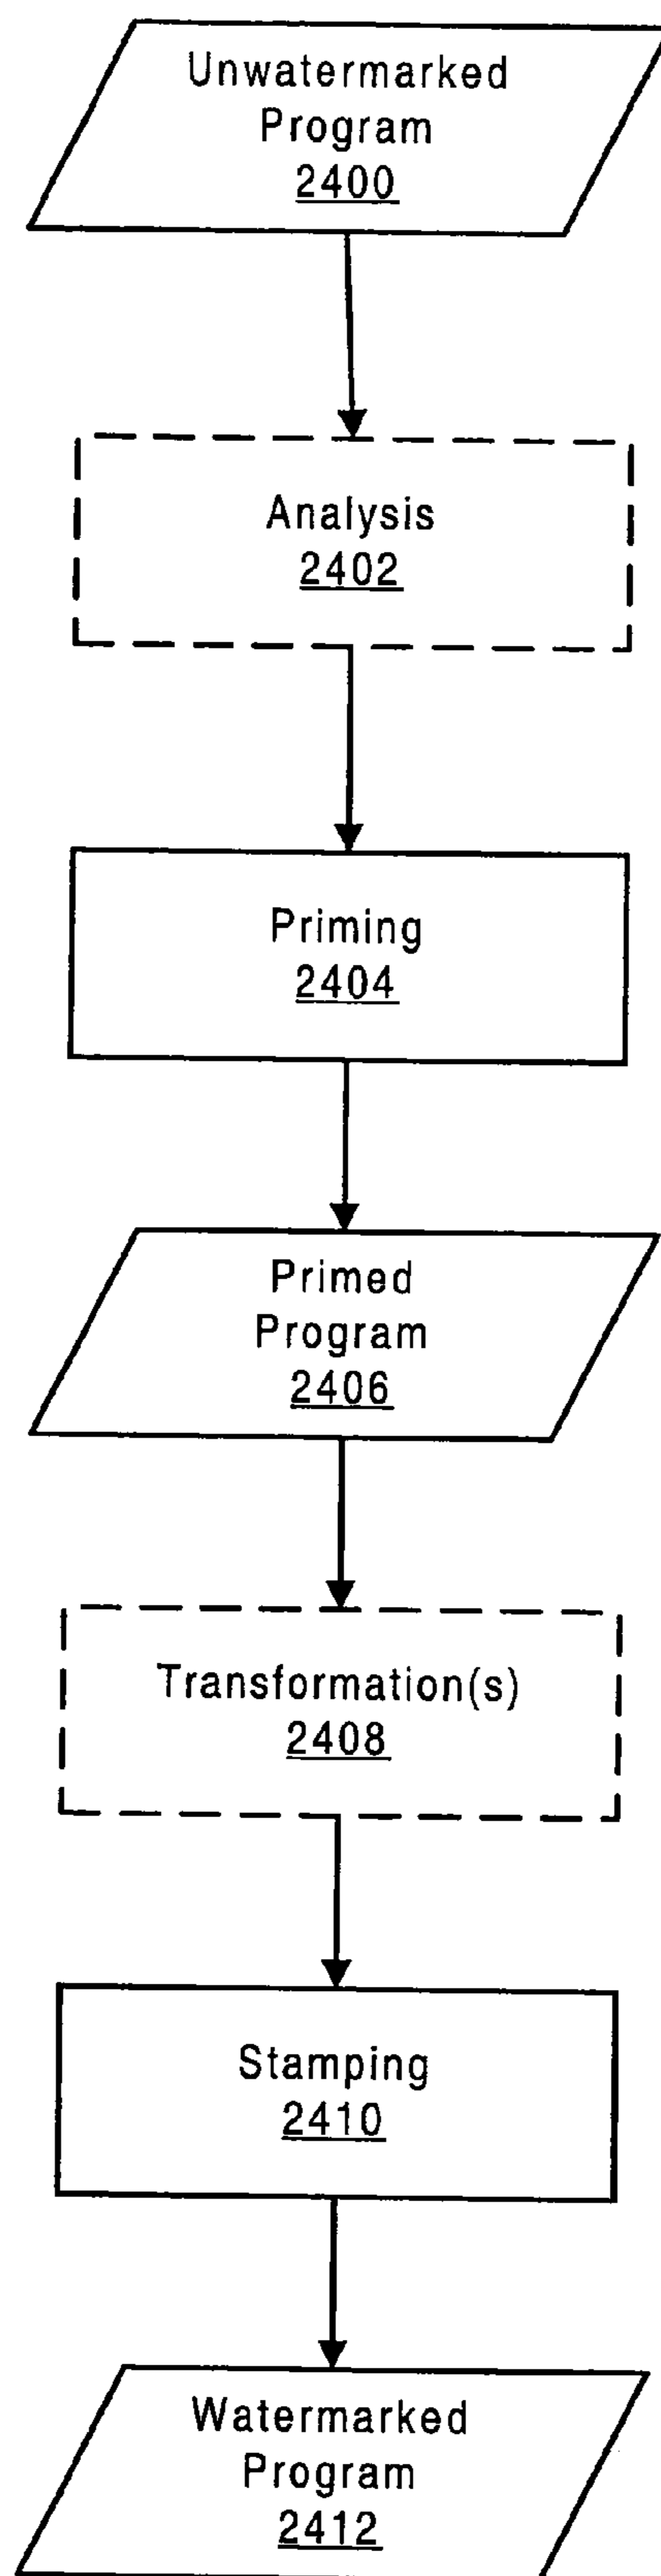 Unwatermarked
Program
2400
Analysis
2402
Priming
2404
Primed
Program
2406
Transformation(s)
2408
Stamping
2410
Watermarked
Program
2412